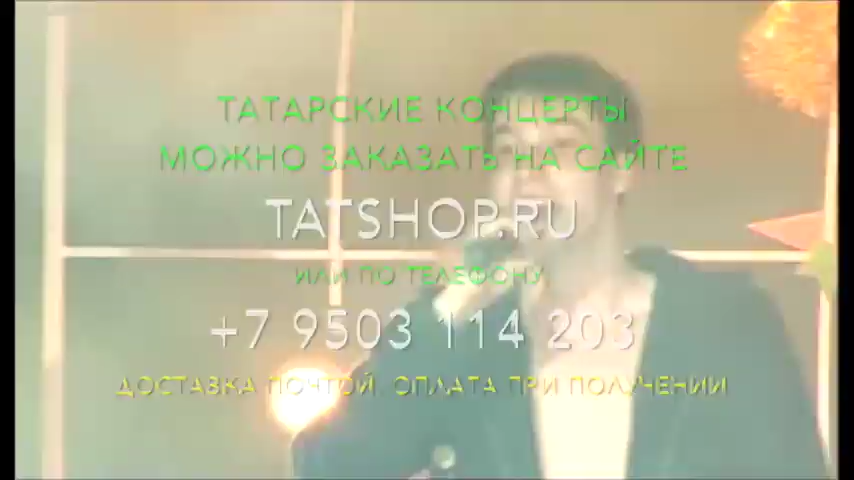 ТАТАРСКИЕ КОНЦЕРТЫ
МОЖНО ЗАКАЗАТЬ НА САЙТЕ
TATSHOP.RU
ИЛИ ПО ТЕЛЕФОНУ
+7 9503 114 203
ДОСТАВКА ПОЧТОЙ. ОПЛАТА ПРИ ПОЛУЧЕНИИ